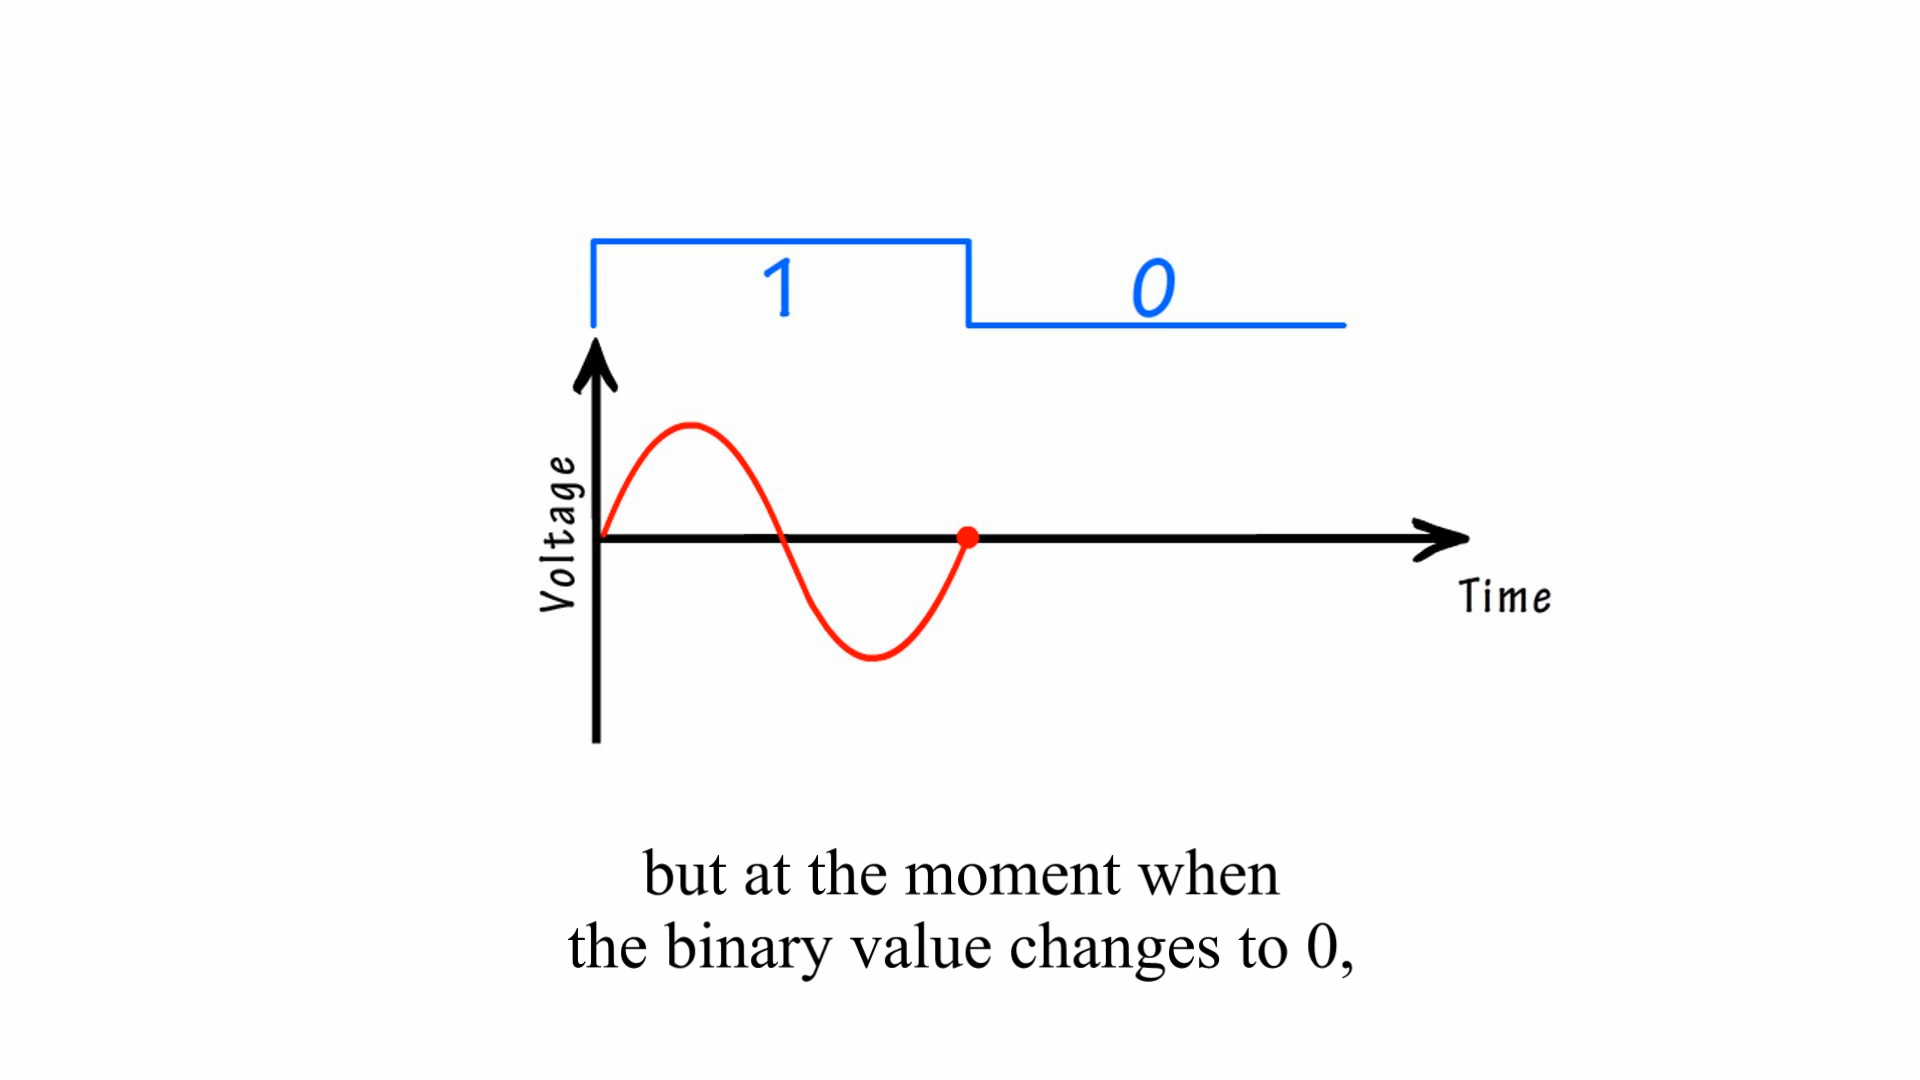 1
0
Voltage
Time
but at the moment when
the binary value changes to 0,